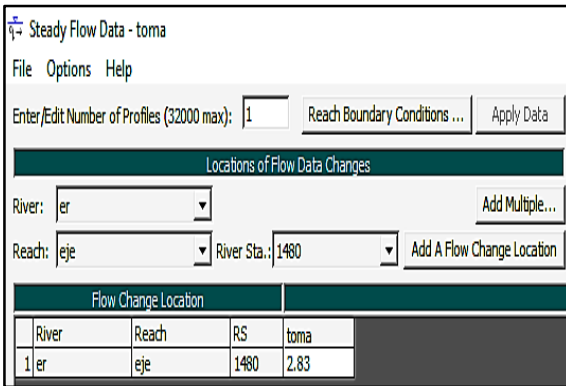 Steady Flow Data - toma
File Options Help
Enter/Edit Number of Profiles (32000 max): 1 Reach Boundary Conditions ... Apply Data
Locations of Flow Data Changes
River: er Add Multiple...
Reach: eje River Sta.: 1480 Add A Flow Change Location
Flow Change Location
River Reach RS toma
1 er eje 1480 2.83